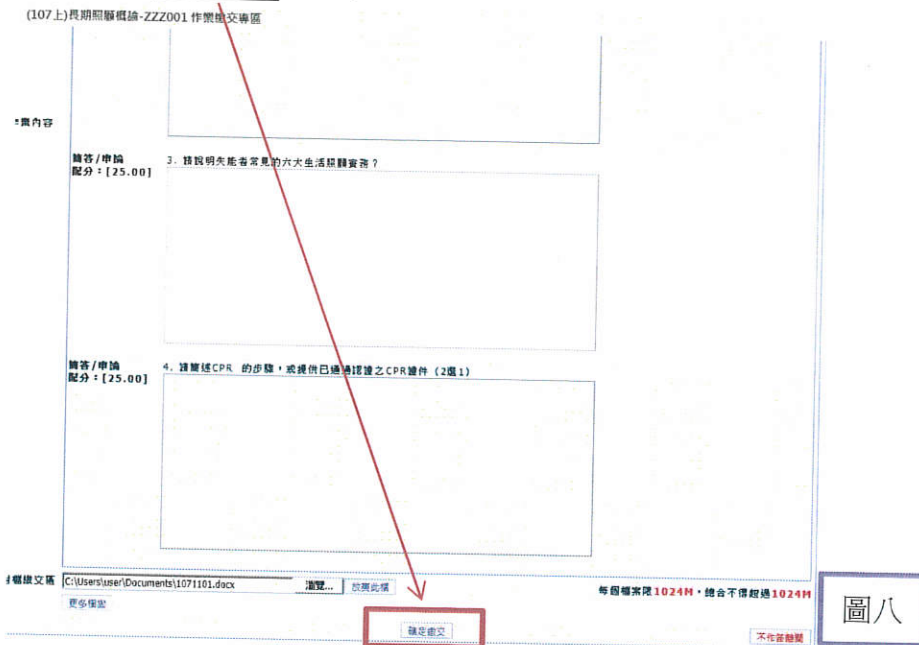 (107上)長期照顧概論-ZZZ001 作業繳交專區
業內容
簡答/申論
配分：[25.00]
3. 請說明失能者常見的六大生活照顧實務？
簡答/申論
配分：[25.00]
4. 請簡述CPR 的步驟，或提供已通過認證之CPR證件 (2選1)
檔繳交區 C:\Users\user\Documents\1071101.docx 瀏覽... 放棄此檔 每個檔案限1024M，總合不得超過1024M
更多檔案
確定繳交
不作答離開
圖八